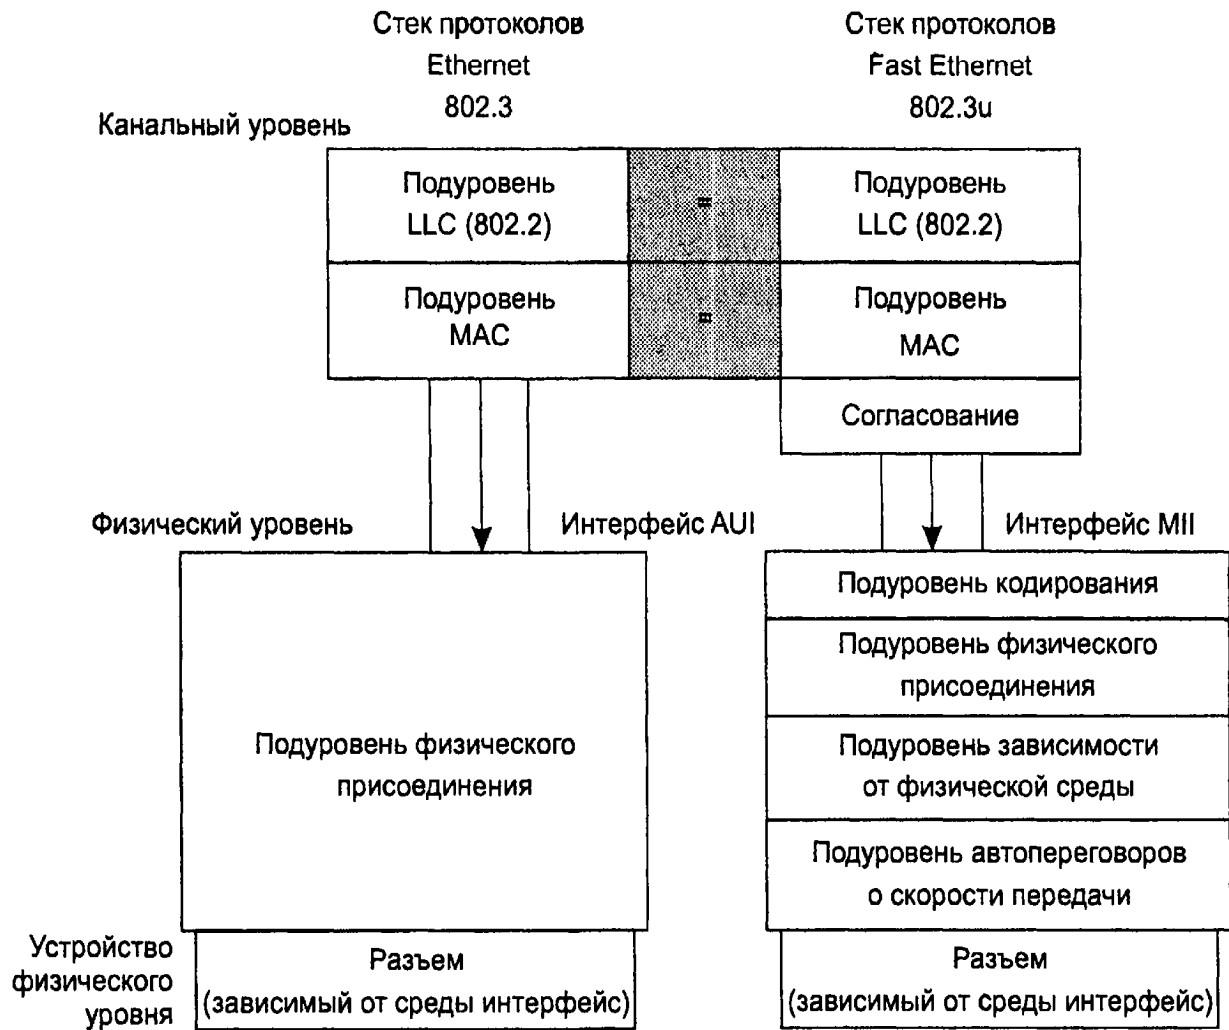 Стек протоколов
Ethernet
802.3
Стек протоколов
Fast Ethernet
802.3u
Канальный уровень
Подуровень
LLC (802.2)
=
Подуровень
LLC (802.2)
Подуровень
MAC
=
Подуровень
MAC
Согласование
Физический уровень
Интерфейс AUI
Интерфейс MII
Подуровень физического
присоединения
Подуровень кодирования
Подуровень физического
присоединения
Подуровень зависимости
от физической среды
Подуровень автопереговоров
о скорости передачи
Устройство
физического
уровня
Разъем
(зависимый от среды интерфейс)
Разъем
(зависимый от среды интерфейс)